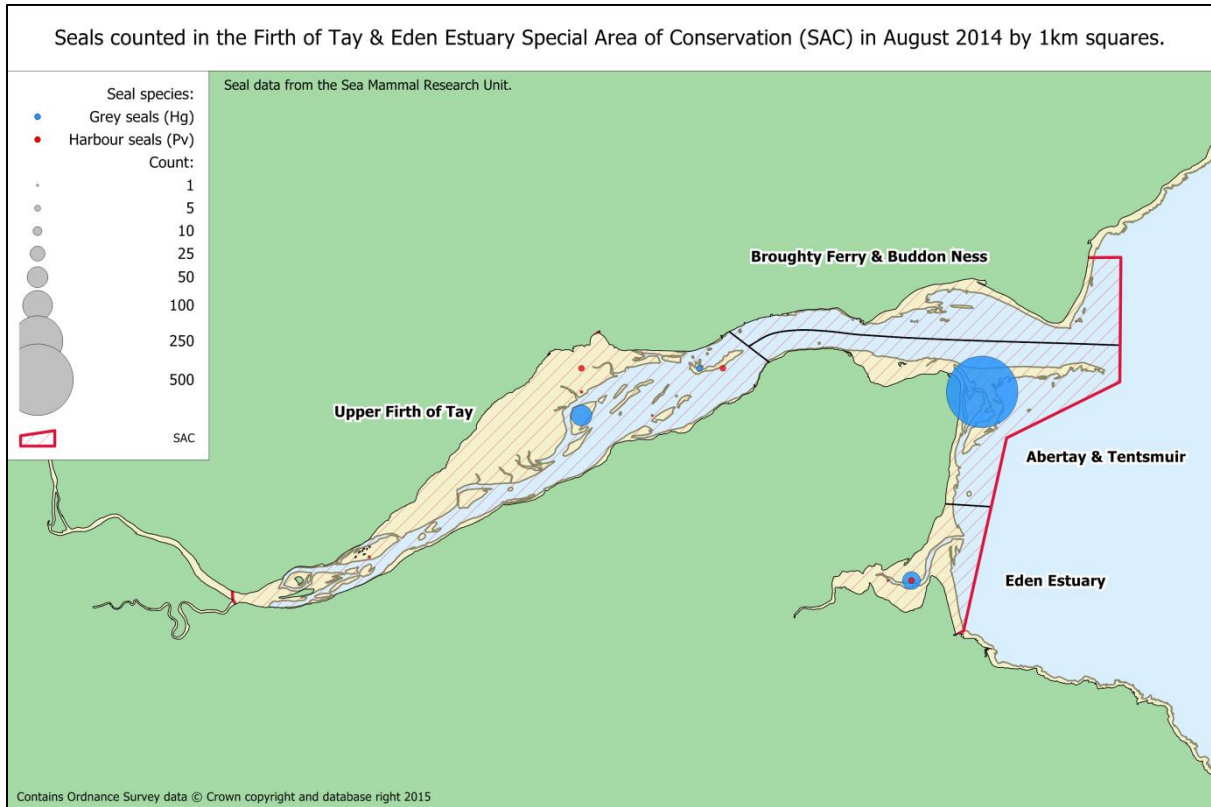 Seals counted in the Firth of Tay & Eden Estuary Special Area of Conservation (SAC) in August 2014 by 1km squares.
Seal data from the Sea Mammal Research Unit.
Seal species:
Grey seals (Hg)
Harbour seals (Pv)
Count:
1
5
10
25
50
100
250
500
SAC
Broughty Ferry & Buddon Ness
Upper Firth of Tay
Abertay & Tentsmuir
Eden Estuary
Contains Ordnance Survey data © Crown copyright and database right 2015